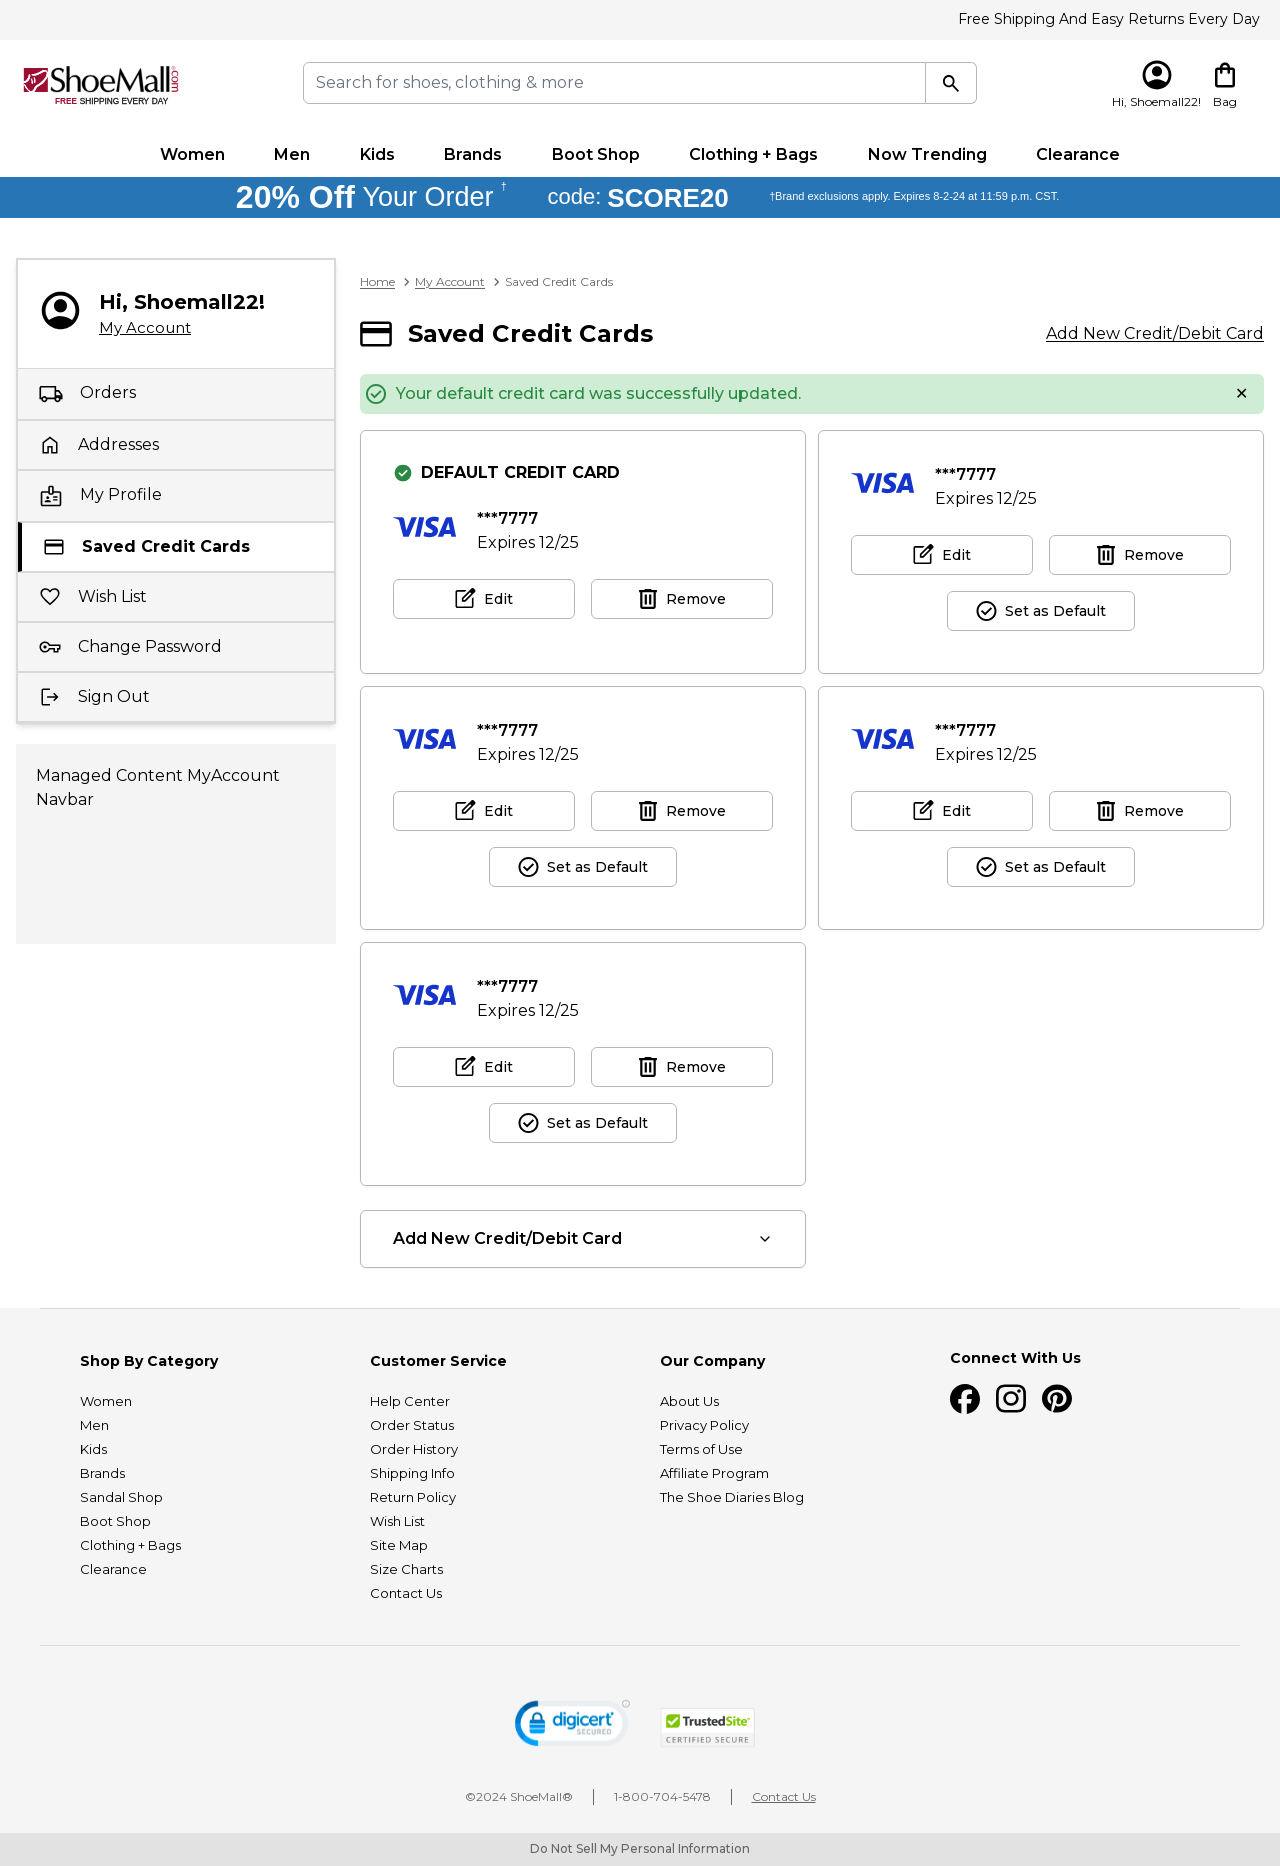 Free Shipping And Easy Returns Every Day
ShoeMall.com
FREE SHIPPING EVERY DAY
Search for shoes, clothing & more
Hi, Shoemall22!
Bag
Women
Men
Kids
Brands
Boot Shop
Clothing + Bags
Now Trending
Clearance
20% Off Your Order †
code: SCORE20
†Brand exclusions apply. Expires 8-2-24 at 11:59 p.m. CST.
Hi, Shoemall22!
My Account
Orders
Addresses
My Profile
Saved Credit Cards
Wish List
Change Password
Sign Out
Managed Content MyAccount
Navbar
Home
My Account
Saved Credit Cards
Saved Credit Cards
Add New Credit/Debit Card
Your default credit card was successfully updated.
DEFAULT CREDIT CARD
VISA
***7777
Expires 12/25
Edit
Remove
VISA
***7777
Expires 12/25
Edit
Remove
Set as Default
VISA
***7777
Expires 12/25
Edit
Remove
Set as Default
VISA
***7777
Expires 12/25
Edit
Remove
Set as Default
VISA
***7777
Expires 12/25
Edit
Remove
Set as Default
Add New Credit/Debit Card
Shop By Category
Women
Men
Kids
Brands
Sandal Shop
Boot Shop
Clothing + Bags
Clearance
Customer Service
Help Center
Order Status
Order History
Shipping Info
Return Policy
Wish List
Site Map
Size Charts
Contact Us
Our Company
About Us
Privacy Policy
Terms of Use
Affiliate Program
The Shoe Diaries Blog
Connect With Us
digicert
SECURED
TrustedSite
CERTIFIED SECURE
©2024 ShoeMall®
1-800-704-5478
Contact Us
Do Not Sell My Personal Information